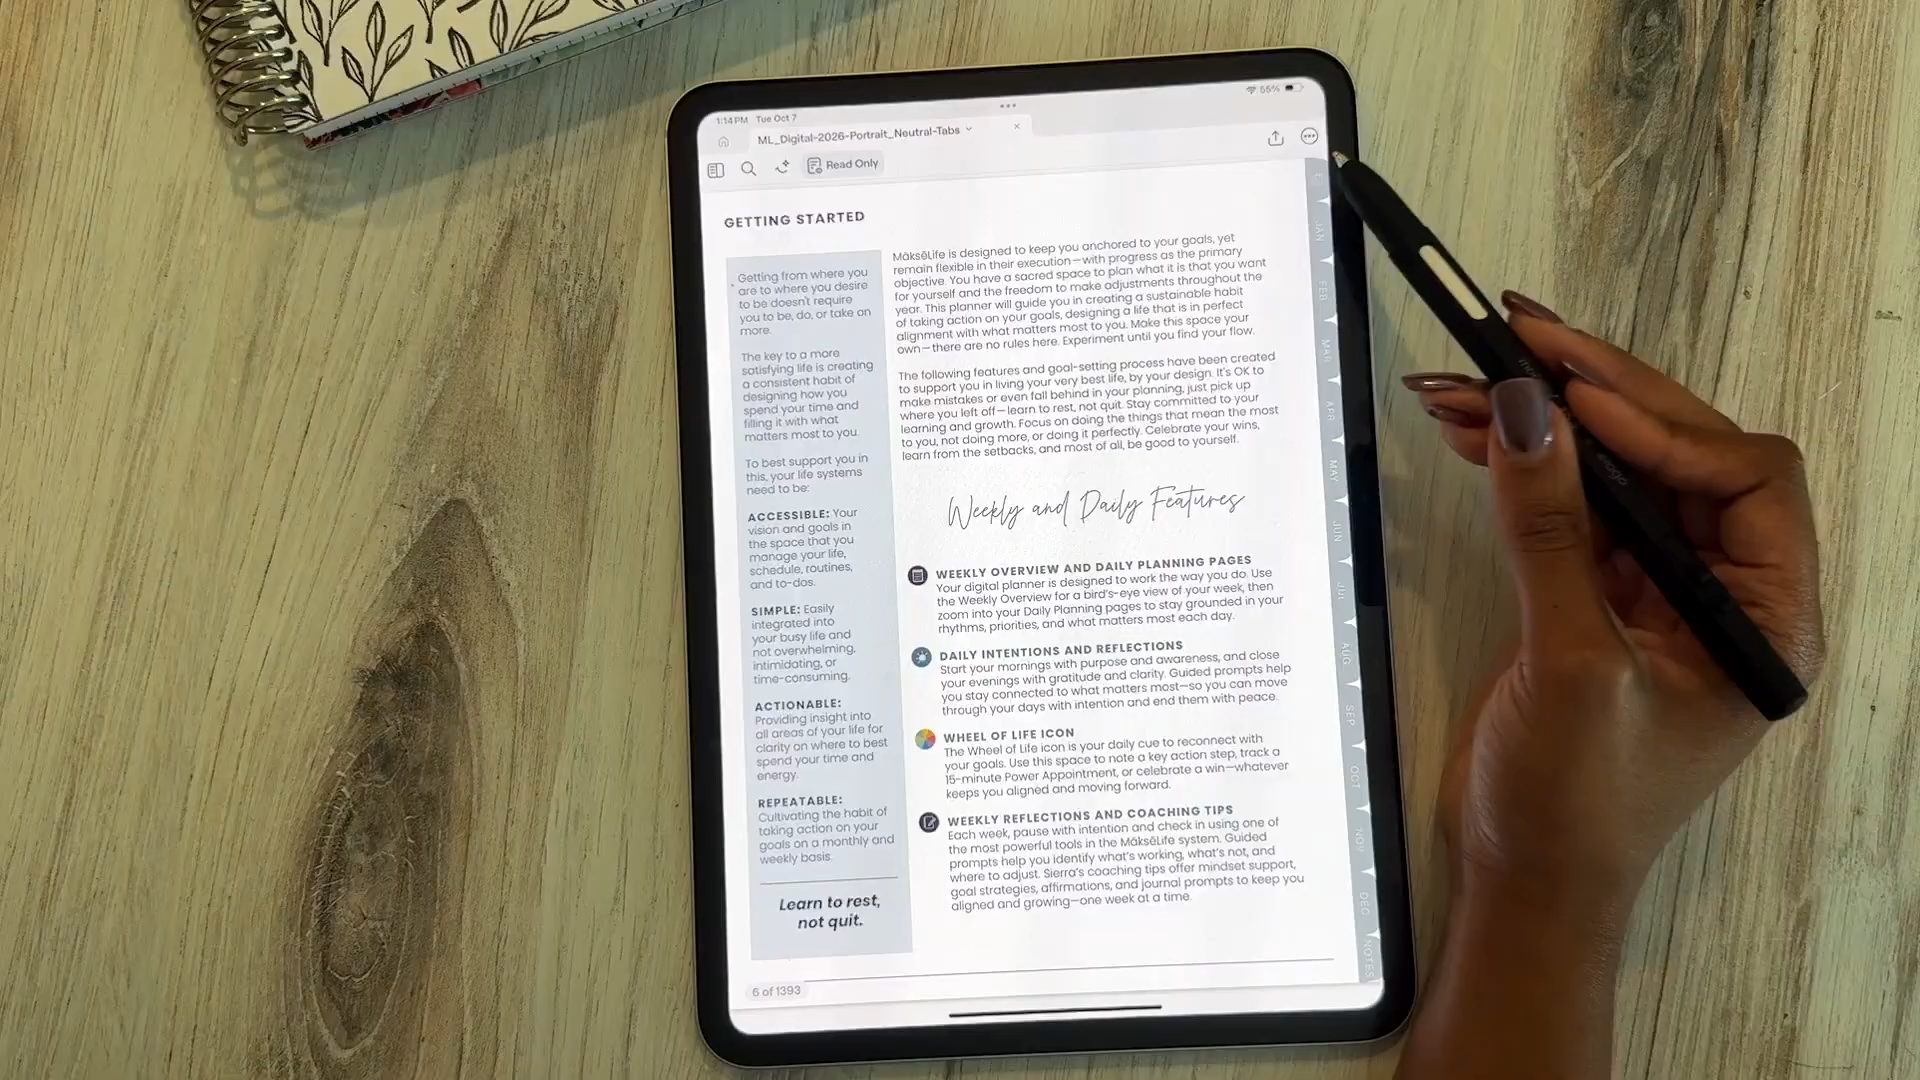 1:14 PM Tue Oct 7
55%
ML_Digital-2026-Portrait_Neutral-Tabs
Read Only
GETTING STARTED
Getting from where you
are to where you desire
to be doesn't require
you to be, do, or take on
more.
The key to a more
satisfying life is creating
a consistent habit of
designing how you
spend your time and
filling it with what
matters most to you.
To best support you in
this, your life systems
need to be:
ACCESSIBLE: Your
vision and goals in
the space that you
manage your life,
schedule, routines,
and to-dos.
SIMPLE: Easily
integrated into
your busy life and
not overwhelming,
intimidating, or
time-consuming.
ACTIONABLE:
Providing insight into
all areas of your life for
clarity on where to best
spend your time and
energy.
REPEATABLE:
Cultivating the habit of
taking action on your
goals on a monthly and
weekly basis.
Learn to rest,
not quit.
MäksēLife is designed to keep you anchored to your goals, yet
remain flexible in their execution—with progress as the primary
objective. You have a sacred space to plan what it is that you want
for yourself and the freedom to make adjustments throughout the
year. This planner will guide you in creating a sustainable habit
of taking action on your goals, designing a life that is in perfect
alignment with what matters most to you. Make this space your
own—there are no rules here. Experiment until you find your flow.
The following features and goal-setting process have been created
to support you in living your very best life, by your design. It's OK to
make mistakes or even fall behind in your planning, just pick up
where you left off—learn to rest, not quit. Stay committed to your
learning and growth. Focus on doing the things that mean the most
to you, not doing more, or doing it perfectly. Celebrate your wins,
learn from the setbacks, and most of all, be good to yourself.
Weekly and Daily Features
WEEKLY OVERVIEW AND DAILY PLANNING PAGES
Your digital planner is designed to work the way you do. Use
the Weekly Overview for a bird's-eye view of your week, then
zoom into your Daily Planning pages to stay grounded in your
rhythms, priorities, and what matters most each day.
DAILY INTENTIONS AND REFLECTIONS
Start your mornings with purpose and awareness, and close
your evenings with gratitude and clarity. Guided prompts help
you stay connected to what matters most—so you can move
through your days with intention and end them with peace.
WHEEL OF LIFE ICON
The Wheel of Life icon is your daily cue to reconnect with
your goals. Use this space to note a key action step, track a
15-minute Power Appointment, or celebrate a win—whatever
keeps you aligned and moving forward.
WEEKLY REFLECTIONS AND COACHING TIPS
Each week, pause with intention and check in using one of
the most powerful tools in the MäksēLife system. Guided
prompts help you identify what's working, what's not, and
where to adjust. Sierra's coaching tips offer mindset support,
goal strategies, affirmations, and journal prompts to keep you
aligned and growing—one week at a time.
6 of 1393
JAN
FEB
MAR
APR
MAY
JUN
JUL
AUG
SEP
OCT
NOV
DEC
NOTES
elago